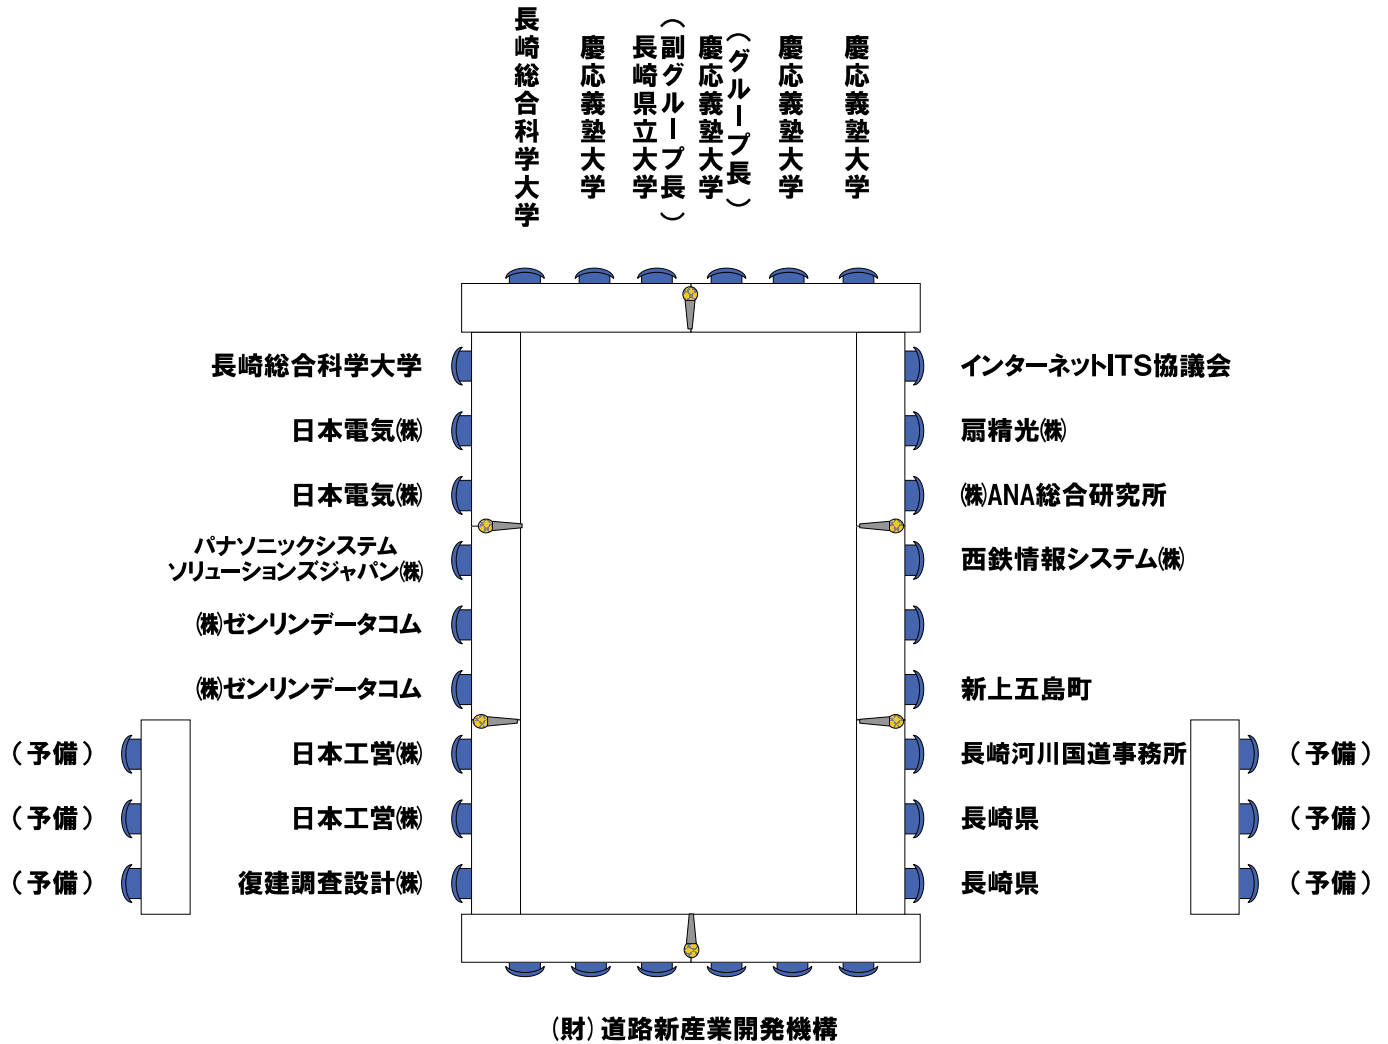 長崎総合科学大学
慶応義塾大学
長崎県立大学
（副グループ長）
慶応義塾大学
（グループ長）
慶応義塾大学
慶応義塾大学
長崎総合科学大学
日本電気㈱
日本電気㈱
パナソニックシステム
ソリューションズジャパン㈱
㈱ゼンリンデータコム
㈱ゼンリンデータコム
日本工営㈱
日本工営㈱
復建調査設計㈱
インターネットITS協議会
扇精光㈱
㈱ANA総合研究所
西鉄情報システム㈱
新上五島町
長崎河川国道事務所
長崎県
長崎県
（予備）
（予備）
（予備）
（予備）
（予備）
（予備）
（財）道路新産業開発機構